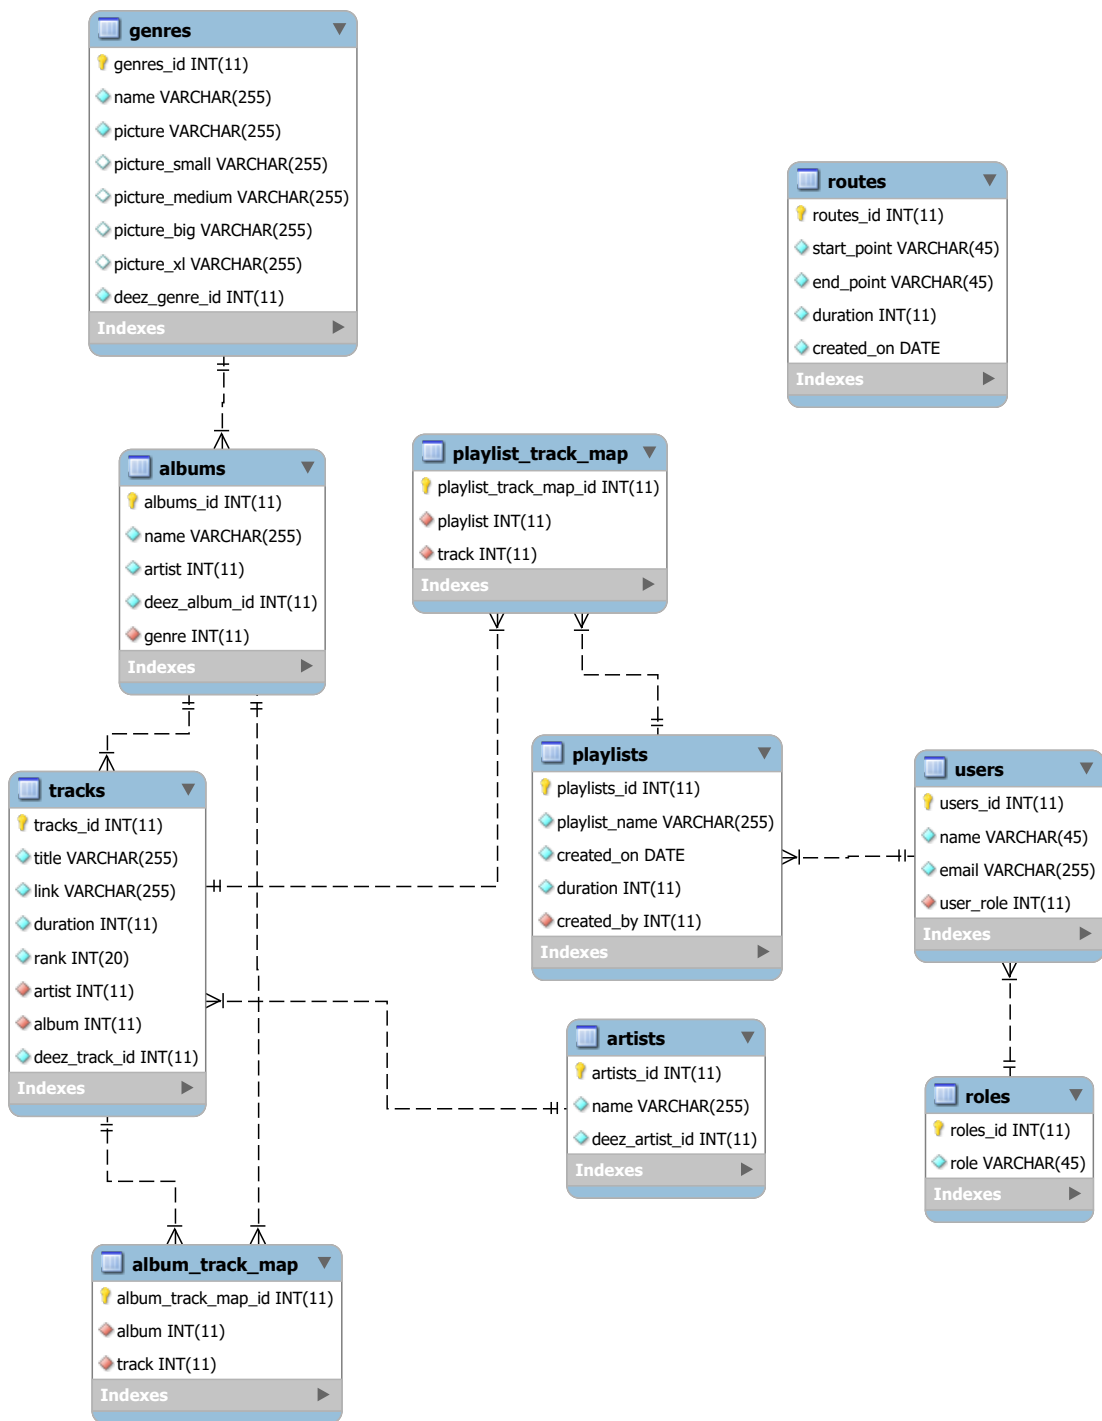 genres
genres_id INT(11)
name VARCHAR(255)
picture VARCHAR(255)
picture_small VARCHAR(255)
picture_medium VARCHAR(255)
picture_big VARCHAR(255)
picture_xl VARCHAR(255)
deez_genre_id INT(11)
Indexes
routes
routes_id INT(11)
start_point VARCHAR(45)
end_point VARCHAR(45)
duration INT(11)
created_on DATE
Indexes
albums
albums_id INT(11)
name VARCHAR(255)
artist INT(11)
deez_album_id INT(11)
genre INT(11)
Indexes
playlist_track_map
playlist_track_map_id INT(11)
playlist INT(11)
track INT(11)
Indexes
tracks
tracks_id INT(11)
title VARCHAR(255)
link VARCHAR(255)
duration INT(11)
rank INT(20)
artist INT(11)
album INT(11)
deez_track_id INT(11)
Indexes
playlists
playlists_id INT(11)
playlist_name VARCHAR(255)
created_on DATE
duration INT(11)
created_by INT(11)
Indexes
users
users_id INT(11)
name VARCHAR(45)
email VARCHAR(255)
user_role INT(11)
Indexes
artists
artists_id INT(11)
name VARCHAR(255)
deez_artist_id INT(11)
Indexes
roles
roles_id INT(11)
role VARCHAR(45)
Indexes
album_track_map
album_track_map_id INT(11)
album INT(11)
track INT(11)
Indexes